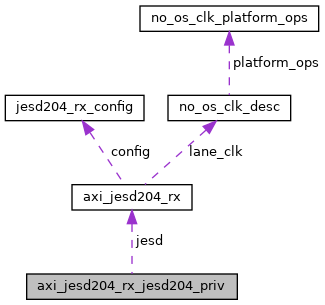 no_os_clk_platform_ops
platform_ops
jesd204_rx_config
no_os_clk_desc
config
lane_clk
axi_jesd204_rx
jesd
axi_jesd204_rx_jesd204_priv